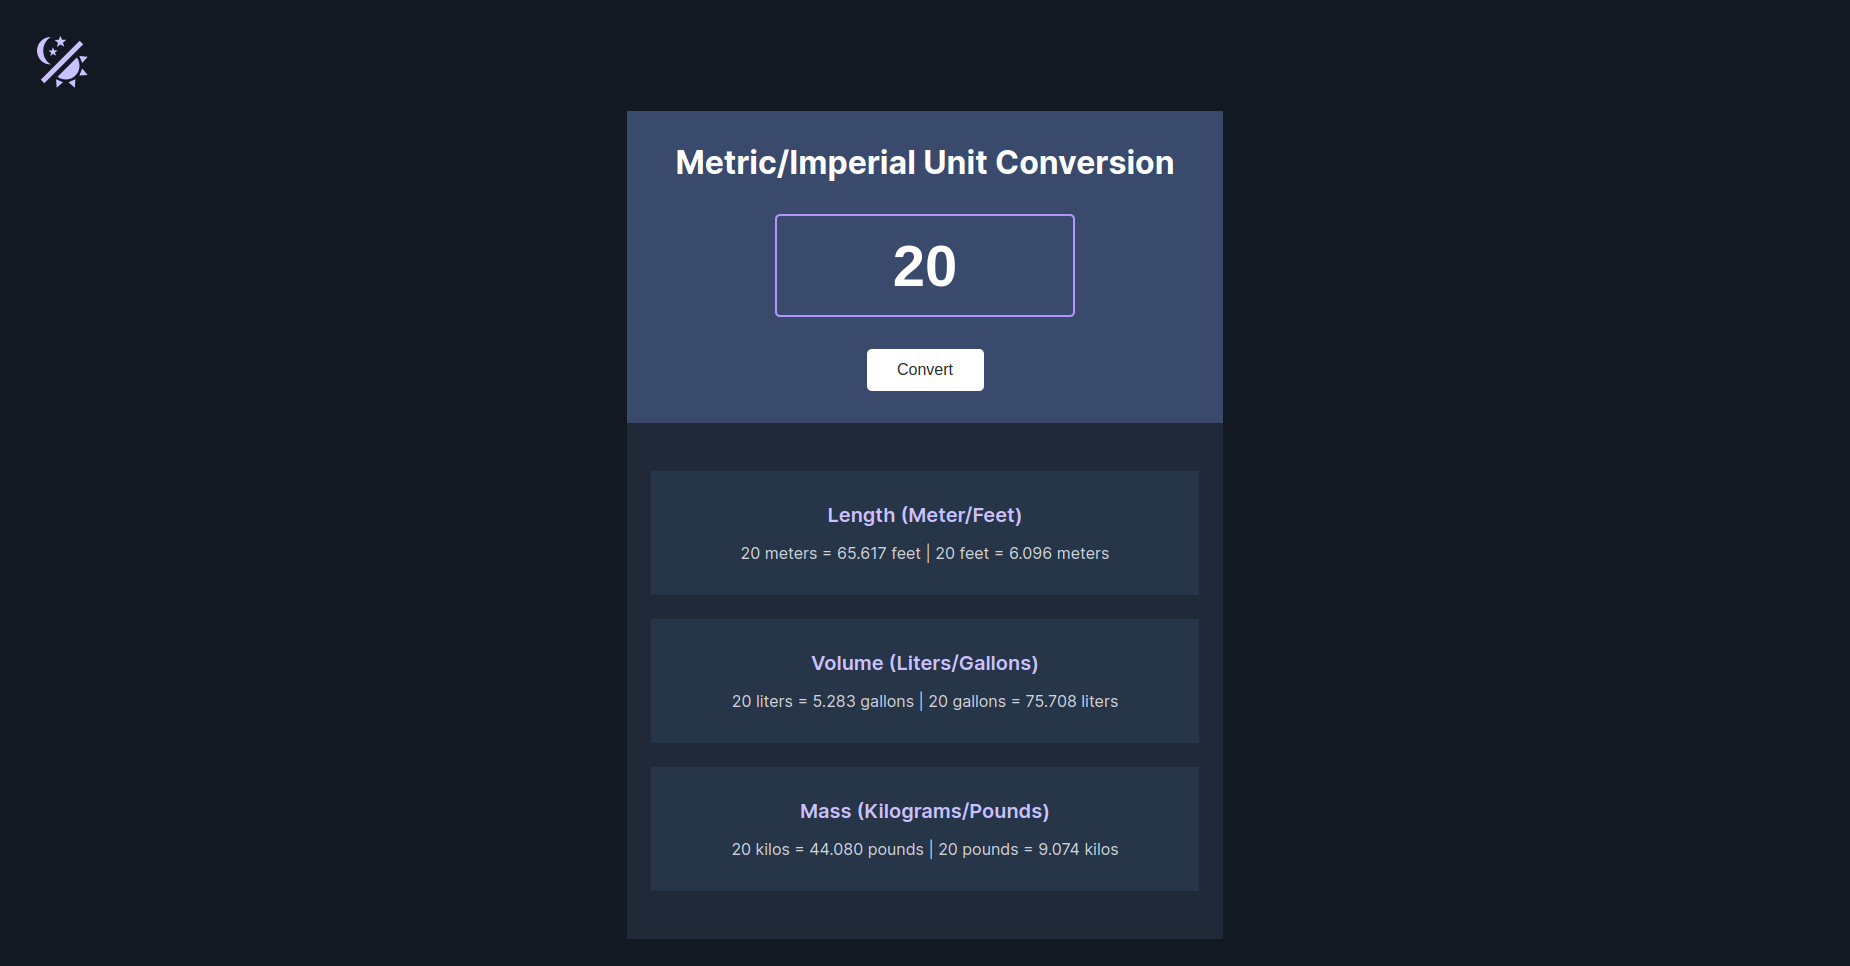 Metric/Imperial Unit Conversion
20
Convert
Length (Meter/Feet)
20 meters = 65.617 feet | 20 feet = 6.096 meters
Volume (Liters/Gallons)
20 liters = 5.283 gallons | 20 gallons = 75.708 liters
Mass (Kilograms/Pounds)
20 kilos = 44.080 pounds | 20 pounds = 9.074 kilos